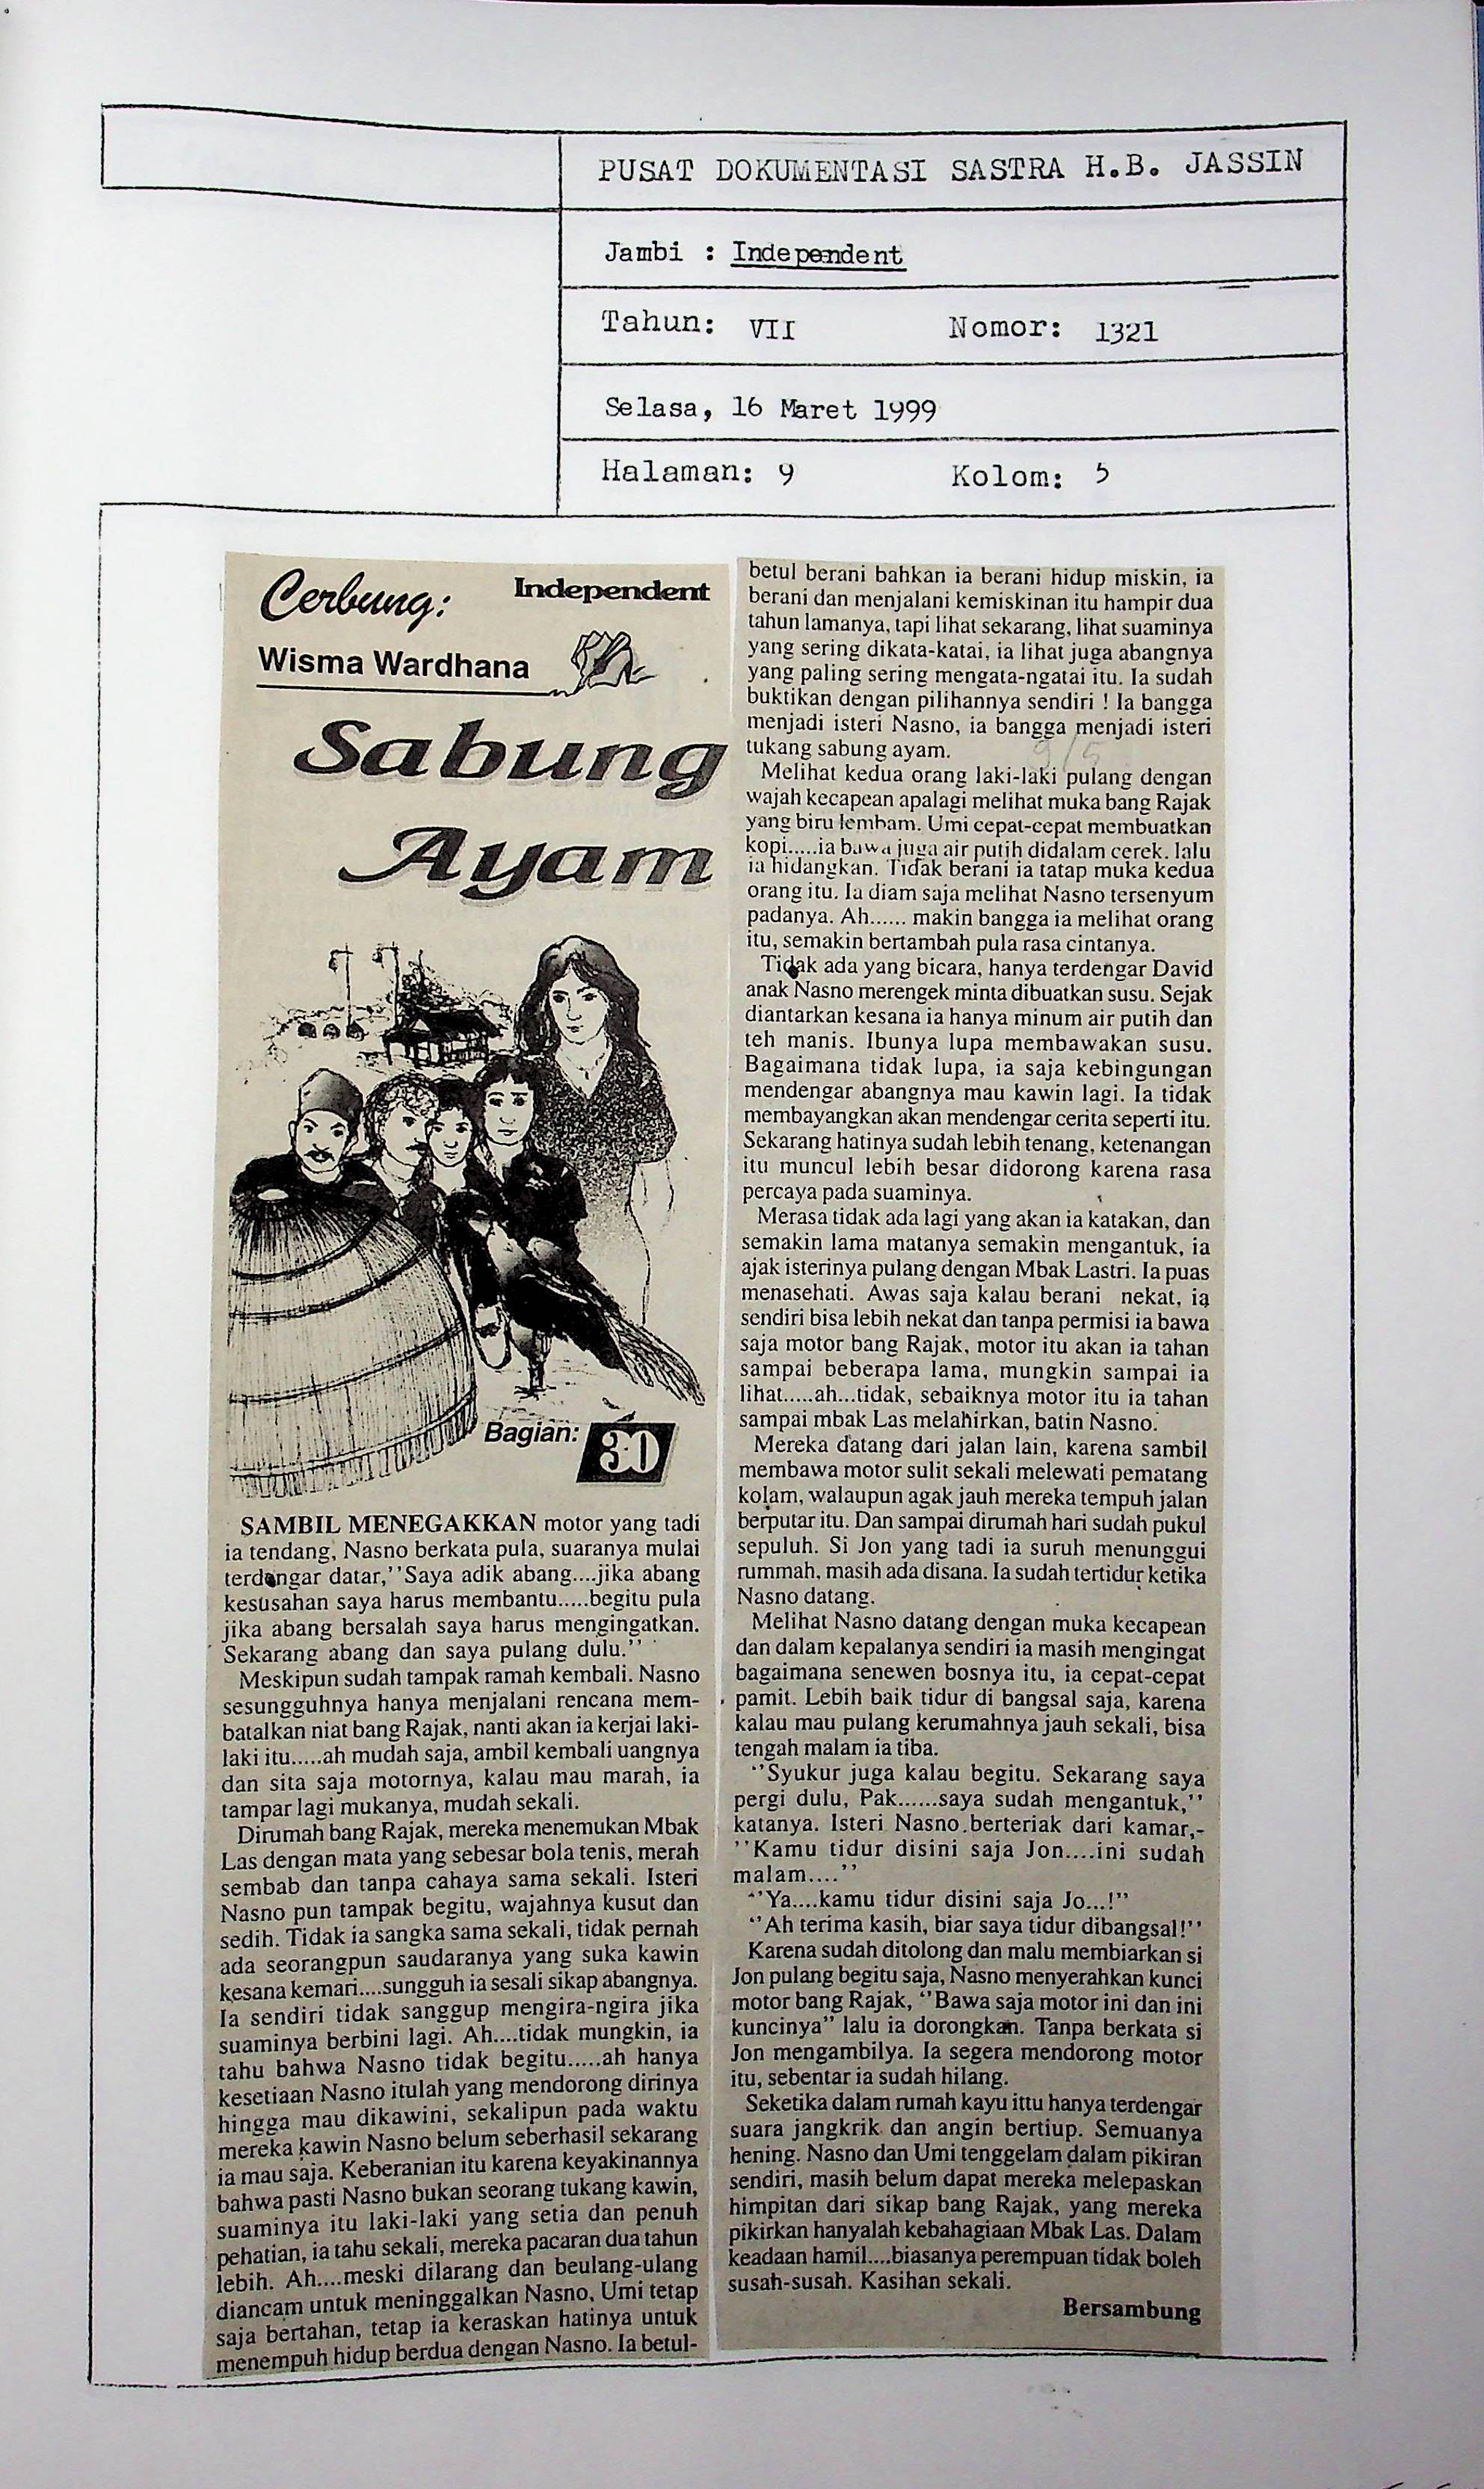 PUSAT DOKUMENTASI SASTRA H.B. JASSIN
Jambi : Independent
Tahun: VII Nomor: 1321
Selasa, 16 Maret 1999
Halaman: 9 Kolom: 5
Cerbung: Independent
Wisma Wardhana
Sabung
Ayam
Bagian: 30
SAMBIL MENEGAKKAN motor yang tadi
ia tendang, Nasno berkata pula, suaranya mulai
terdengar datar,''Saya adik abang....jika abang
kesusahan saya harus membantu.....begitu pula
jika abang bersalah saya harus mengingatkan.
Sekarang abang dan saya pulang dulu.''
Meskipun sudah tampak ramah kembali. Nasno
sesungguhnya hanya menjalani rencana mem-
batalkan niat bang Rajak, nanti akan ia kerjai laki-
laki itu.....ah mudah saja, ambil kembali uangnya
dan sita saja motornya, kalau mau marah, ia
tampar lagi mukanya, mudah sekali.
Dirumah bang Rajak, mereka menemukan Mbak
Las dengan mata yang sebesar bola tenis, merah
sembab dan tanpa cahaya sama sekali. Isteri
Nasno pun tampak begitu, wajahnya kusut dan
sedih. Tidak ia sangka sama sekali, tidak pernah
ada seorangpun saudaranya yang suka kawin
kesana kemari....sungguh ia sesali sikap abangnya.
Ia sendiri tidak sanggup mengira-ngira jika
suaminya berbini lagi. Ah....tidak mungkin, ia
tahu bahwa Nasno tidak begitu.....ah hanya
kesetiaan Nasno itulah yang mendorong dirinya
hingga mau dikawini, sekalipun pada waktu
mereka kawin Nasno belum seberhasil sekarang
ia mau saja. Keberanian itu karena keyakinannya
bahwa pasti Nasno bukan seorang tukang kawin,
suaminya itu laki-laki yang setia dan penuh
pehatian, ia tahu sekali, mereka pacaran dua tahun
lebih. Ah....meski dilarang dan beulang-ulang
diancam untuk meninggalkan Nasno, Umi tetap
saja bertahan, tetap ia keraskan hatinya untuk
menempuh hidup berdua dengan Nasno. Ia betul-
betul berani bahkan ia berani hidup miskin, ia
berani dan menjalani kemiskinan itu hampir dua
tahun lamanya, tapi lihat sekarang, lihat suaminya
yang sering dikata-katai, ia lihat juga abangnya
yang paling sering mengata-ngatai itu. Ia sudah
buktikan dengan pilihannya sendiri ! Ia bangga
menjadi isteri Nasno, ia bangga menjadi isteri
tukang sabung ayam.
Melihat kedua orang laki-laki pulang dengan
wajah kecapean apalagi melihat muka bang Rajak
yang biru lembam. Umi cepat-cepat membuatkan
kopi.....ia bawa juga air putih didalam cerek. lalu
ia hidangkan. Tidak berani ia tatap muka kedua
orang itu. Ia diam saja melihat Nasno tersenyum
padanya. Ah...... makin bangga ia melihat orang
itu, semakin bertambah pula rasa cintanya.
Tidak ada yang bicara, hanya terdengar David
anak Nasno merengek minta dibuatkan susu. Sejak
diantarkan kesana ia hanya minum air putih dan
teh manis. Ibunya lupa membawakan susu.
Bagaimana tidak lupa, ia saja kebingungan
mendengar abangnya mau kawin lagi. Ia tidak
membayangkan akan mendengar cerita seperti itu.
Sekarang hatinya sudah lebih tenang, ketenangan
itu muncul lebih besar didorong karena rasa
percaya pada suaminya.
Merasa tidak ada lagi yang akan ia katakan, dan
semakin lama matanya semakin mengantuk, ia
ajak isterinya pulang dengan Mbak Lastri. Ia puas
menasehati. Awas saja kalau berani nekat, ia
sendiri bisa lebih nekat dan tanpa permisi ia bawa
saja motor bang Rajak, motor itu akan ia tahan
sampai beberapa lama, mungkin sampai ia
lihat.....ah...tidak, sebaiknya motor itu ia tahan
sampai mbak Las melahirkan, batin Nasno.
Mereka datang dari jalan lain, karena sambil
membawa motor sulit sekali melewati pematang
kolam, walaupun agak jauh mereka tempuh jalan
berputar itu. Dan sampai dirumah hari sudah pukul
sepuluh. Si Jon yang tadi ia suruh menunggui
rummah, masih ada disana. Ia sudah tertidur ketika
Nasno datang.
Melihat Nasno datang dengan muka kecapean
dan dalam kepalanya sendiri ia masih mengingat
bagaimana senewen bosnya itu, ia cepat-cepat
pamit. Lebih baik tidur di bangsal saja, karena
kalau mau pulang kerumahnya jauh sekali, bisa
tengah malam ia tiba.
''Syukur juga kalau begitu. Sekarang saya
pergi dulu, Pak......saya sudah mengantuk,''
katanya. Isteri Nasno berteriak dari kamar,-
''Kamu tidur disini saja Jon....ini sudah
malam....''
''Ya....kamu tidur disini saja Jo...!''
''Ah terima kasih, biar saya tidur dibangsal!''
Karena sudah ditolong dan malu membiarkan si
Jon pulang begitu saja, Nasno menyerahkan kunci
motor bang Rajak, ''Bawa saja motor ini dan ini
kuncinya'' lalu ia dorongkan. Tanpa berkata si
Jon mengambilya. Ia segera mendorong motor
itu, sebentar ia sudah hilang.
Seketika dalam rumah kayu ittu hanya terdengar
suara jangkrik dan angin bertiup. Semuanya
hening. Nasno dan Umi tenggelam dalam pikiran
sendiri, masih belum dapat mereka melepaskan
himpitan dari sikap bang Rajak, yang mereka
pikirkan hanyalah kebahagiaan Mbak Las. Dalam
keadaan hamil....biasanya perempuan tidak boleh
susah-susah. Kasihan sekali.
Bersambung